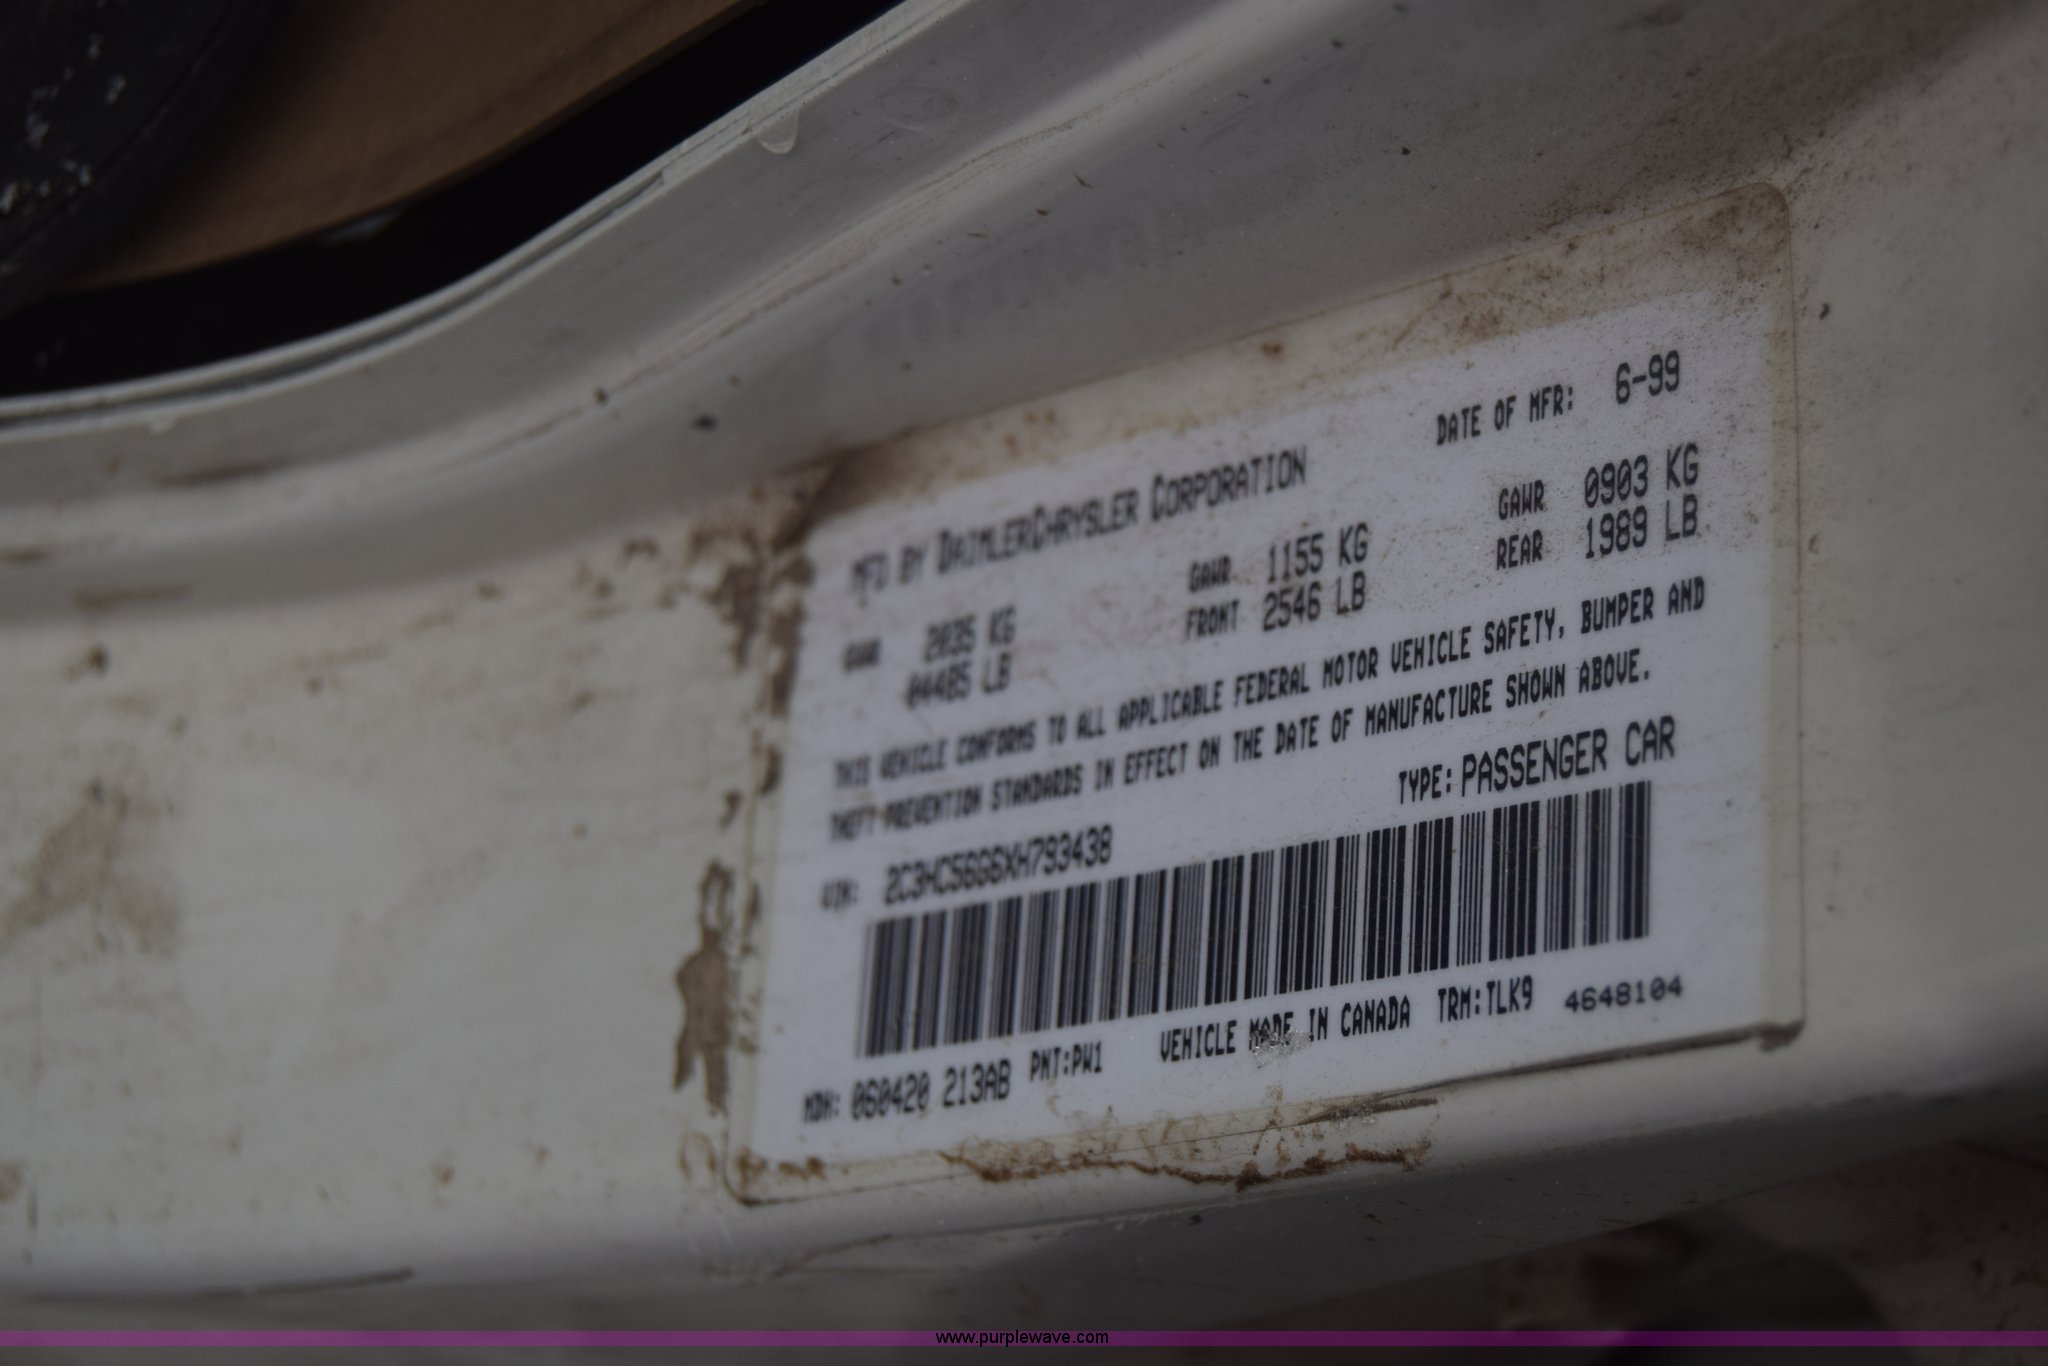 MFD BY DAIMLERCHRYSLER CORPORATION DATE OF MFR: 6-99
GVWR 2035 KG GAWR 1155 KG GAWR 0903 KG
04485 LB FRONT 2546 LB REAR 1989 LB
THIS VEHICLE CONFORMS TO ALL APPLICABLE FEDERAL MOTOR VEHICLE SAFETY, BUMPER AND
THEFT PREVENTION STANDARDS IN EFFECT ON THE DATE OF MANUFACTURE SHOWN ABOVE.
VIN: 2C3HC56G6XH793438 TYPE: PASSENGER CAR
MDH: 060420 213AB PNT:PW1 VEHICLE MADE IN CANADA TRM:TLK9 4648104
www.purplewave.com